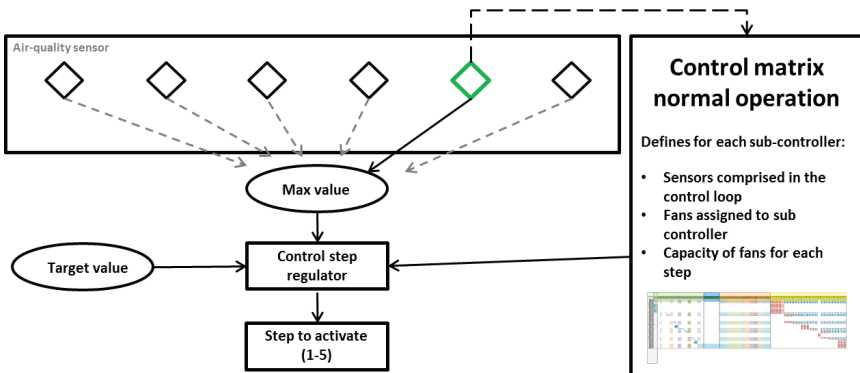 Air-quality sensor
Control matrix
normal operation
Defines for each sub-controller:
• Sensors comprised in the
control loop
• Fans assigned to sub
controller
• Capacity of fans for each
step
Max value
Target value
Control step
regulator
Step to activate
(1-5)